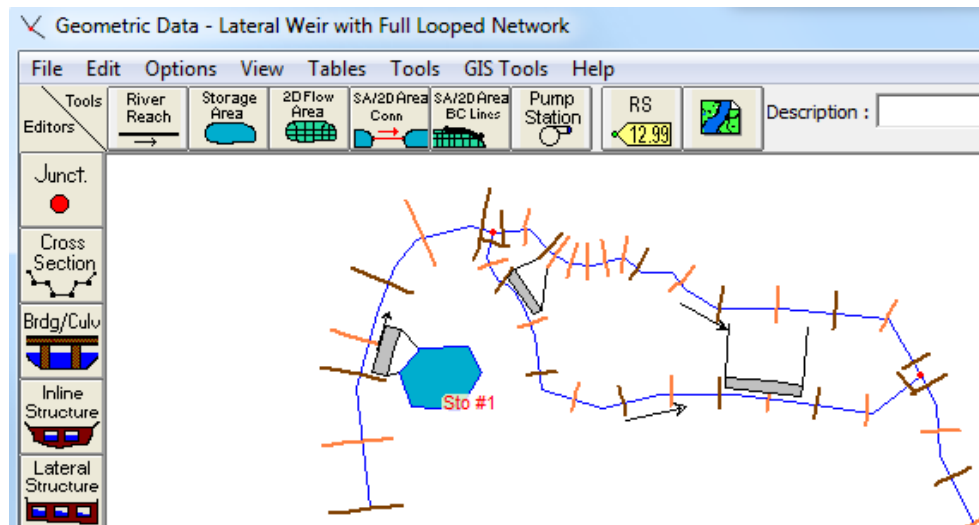 Geometric Data - Lateral Weir with Full Looped Network
File Edit Options View Tables Tools GIS Tools Help
Tools
Editors
River
Reach
Storage
Area
2D Flow
Area
SA/2D Area
Conn
SA/2D Area
BC Lines
Pump
Station
RS
12.99
Description :
Junct.
Cross
Section
Brdg/Culv
Inline
Structure
Lateral
Structure
Sto #1